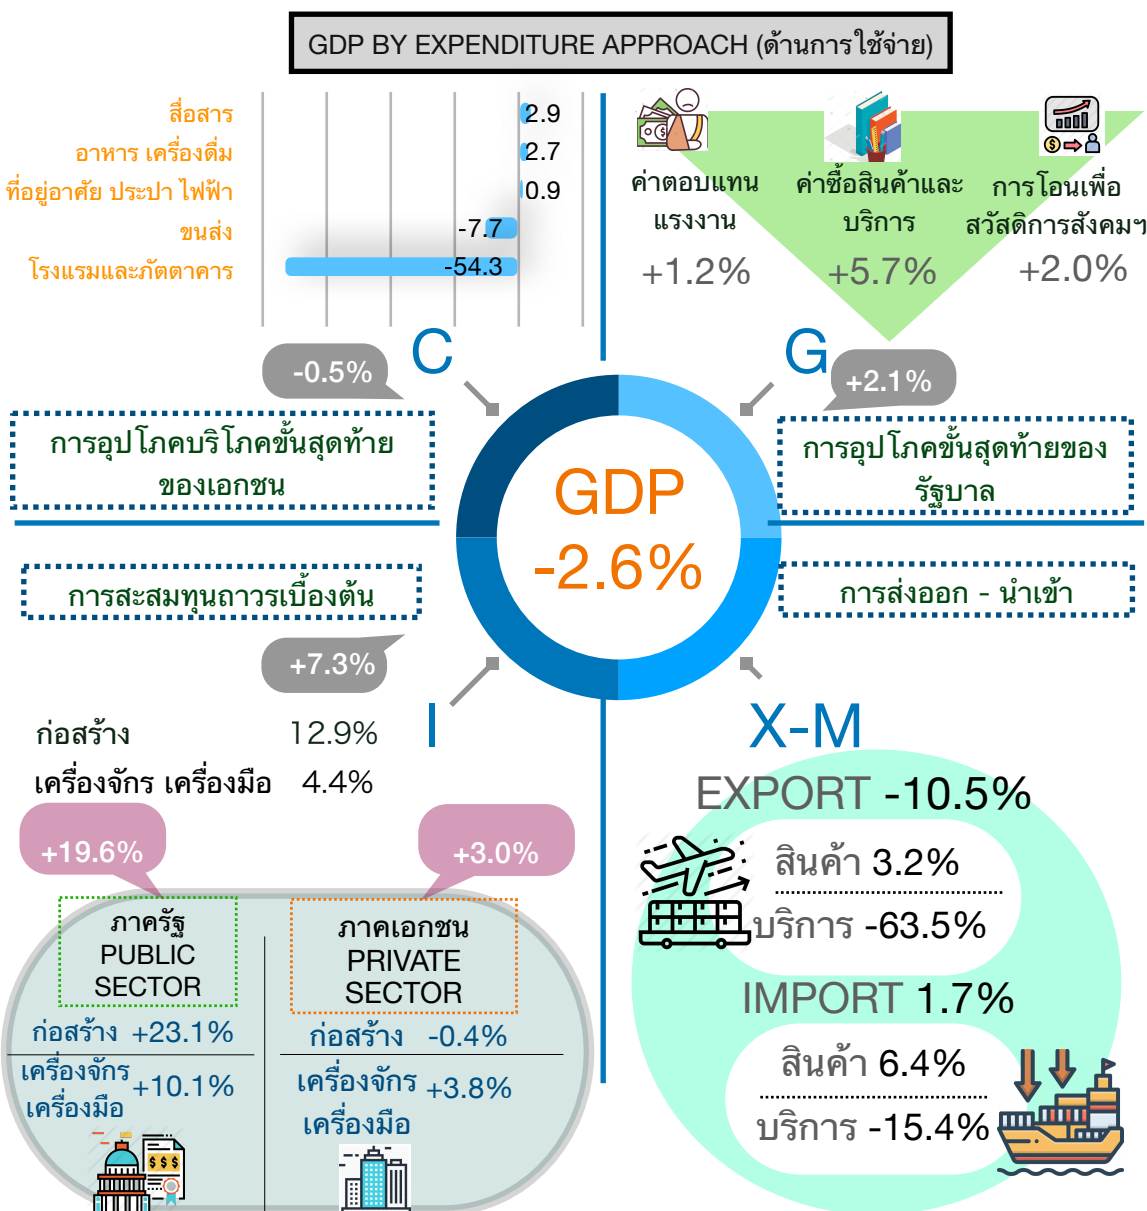 GDP BY EXPENDITURE APPROACH (ด้านการใช้จ่าย)
สื่อสาร 2.9
อาหาร เครื่องดื่ม 2.7
ที่อยู่อาศัย ประปา ไฟฟ้า 0.9
ขนส่ง -7.7
โรงแรมและภัตตาคาร -54.3
ค่าตอบแทน
แรงงาน
+1.2%
ค่าซื้อสินค้าและ
บริการ
+5.7%
การโอนเพื่อ
สวัสดิการสังคมฯ
+2.0%
C
-0.5%
การอุปโภคบริโภคขั้นสุดท้าย
ของเอกชน
G
+2.1%
การอุปโภคขั้นสุดท้ายของ
รัฐบาล
GDP
-2.6%
การสะสมทุนถาวรเบื้องต้น
+7.3%
I
ก่อสร้าง 12.9%
เครื่องจักร เครื่องมือ 4.4%
+19.6%
ภาครัฐ
PUBLIC
SECTOR
ก่อสร้าง +23.1%
เครื่องจักร
เครื่องมือ
+10.1%
$ $ $
+3.0%
ภาคเอกชน
PRIVATE
SECTOR
ก่อสร้าง -0.4%
เครื่องจักร +3.8%
เครื่องมือ
การส่งออก - นำเข้า
X-M
EXPORT -10.5%
สินค้า 3.2%
บริการ -63.5%
IMPORT 1.7%
สินค้า 6.4%
บริการ -15.4%